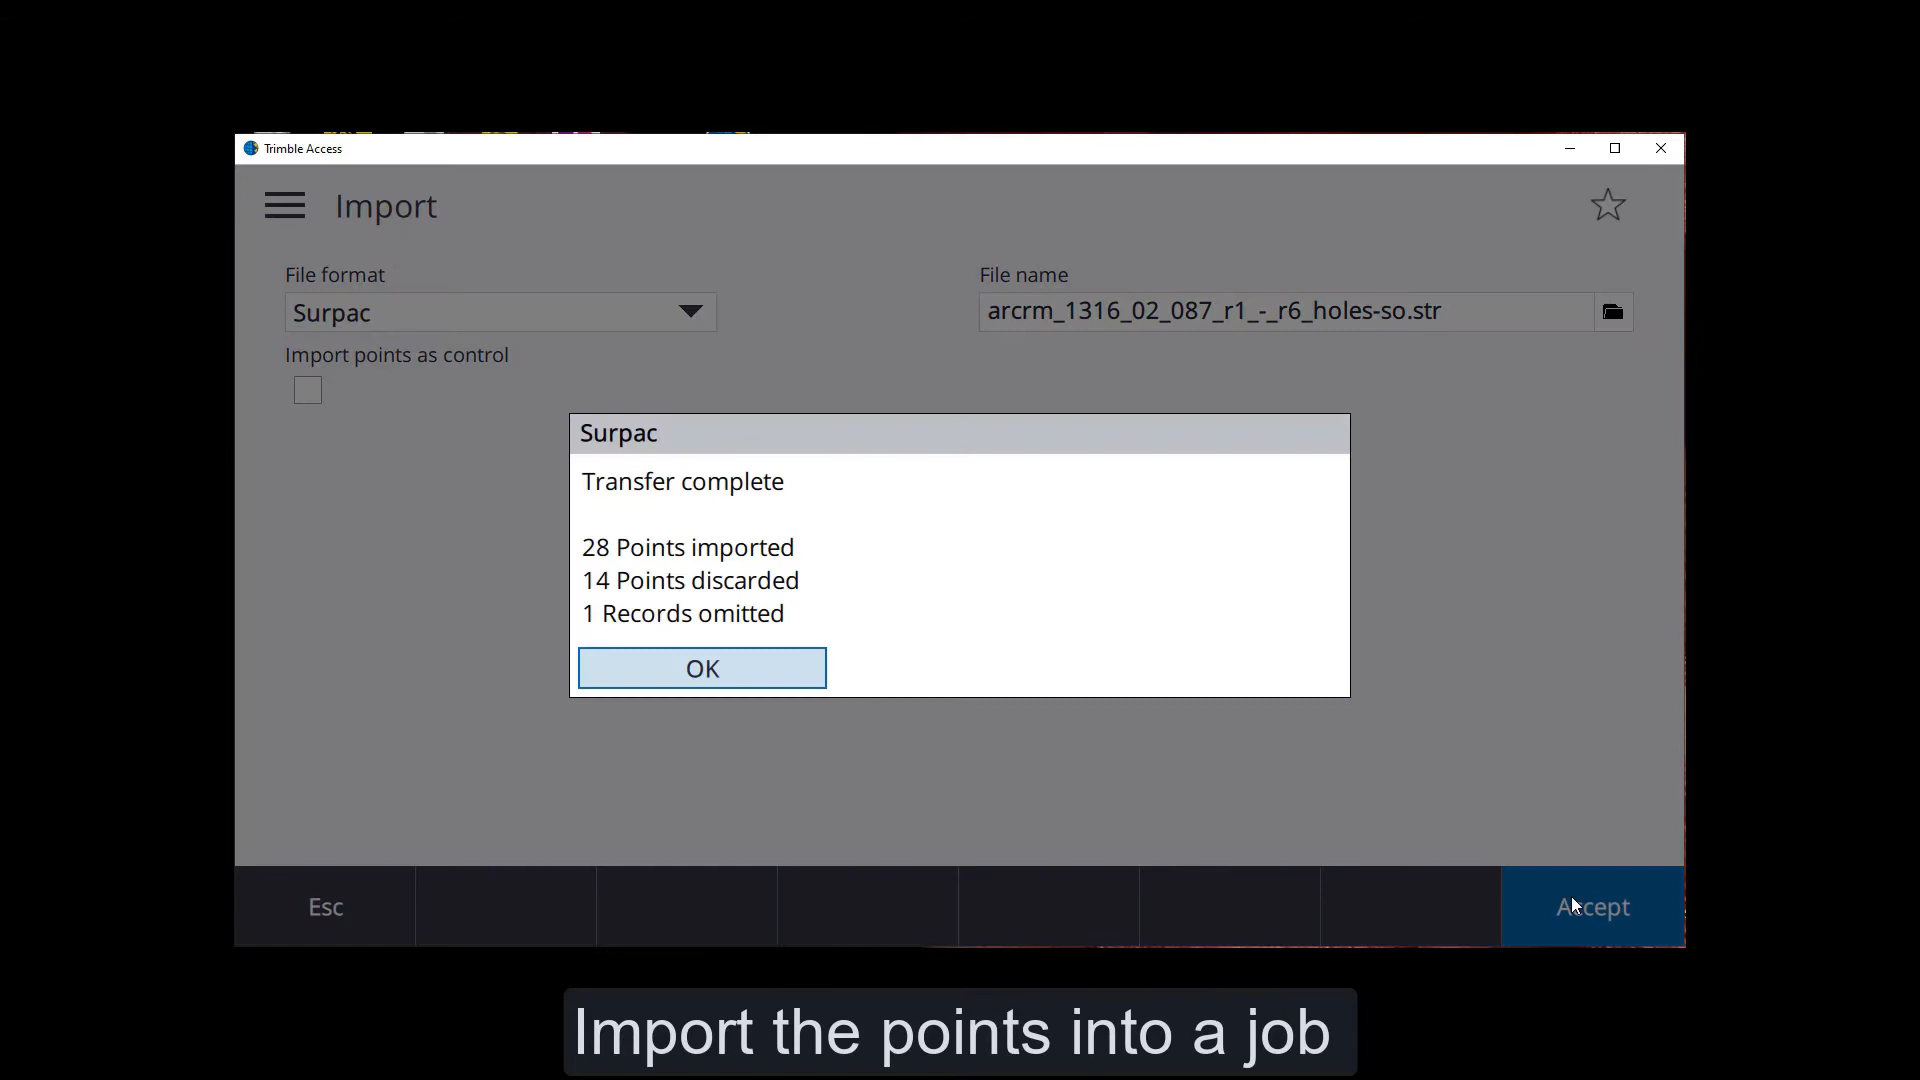 Trimble Access
Import
File format
File name
Surpac
arcrm_1316_02_087_r1_-_r6_holes-so.str
Import points as control
Surpac
Transfer complete
28 Points imported
14 Points discarded
1 Records omitted
OK
Esc
Accept
Import the points into a job